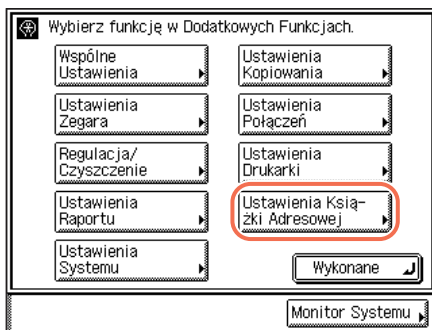 Wybierz funkcję w Dodatkowych Funkcjach.
Wspólne
Ustawienia
Ustawienia
Kopiowania
Ustawienia
Zegara
Ustawienia
Połączeń
Regulacja/
Czyszczenie
Ustawienia
Drukarki
Ustawienia
Raportu
Ustawienia Ksią-
żki Adresowej
Ustawienia
Systemu
Wykonane
Monitor Systemu